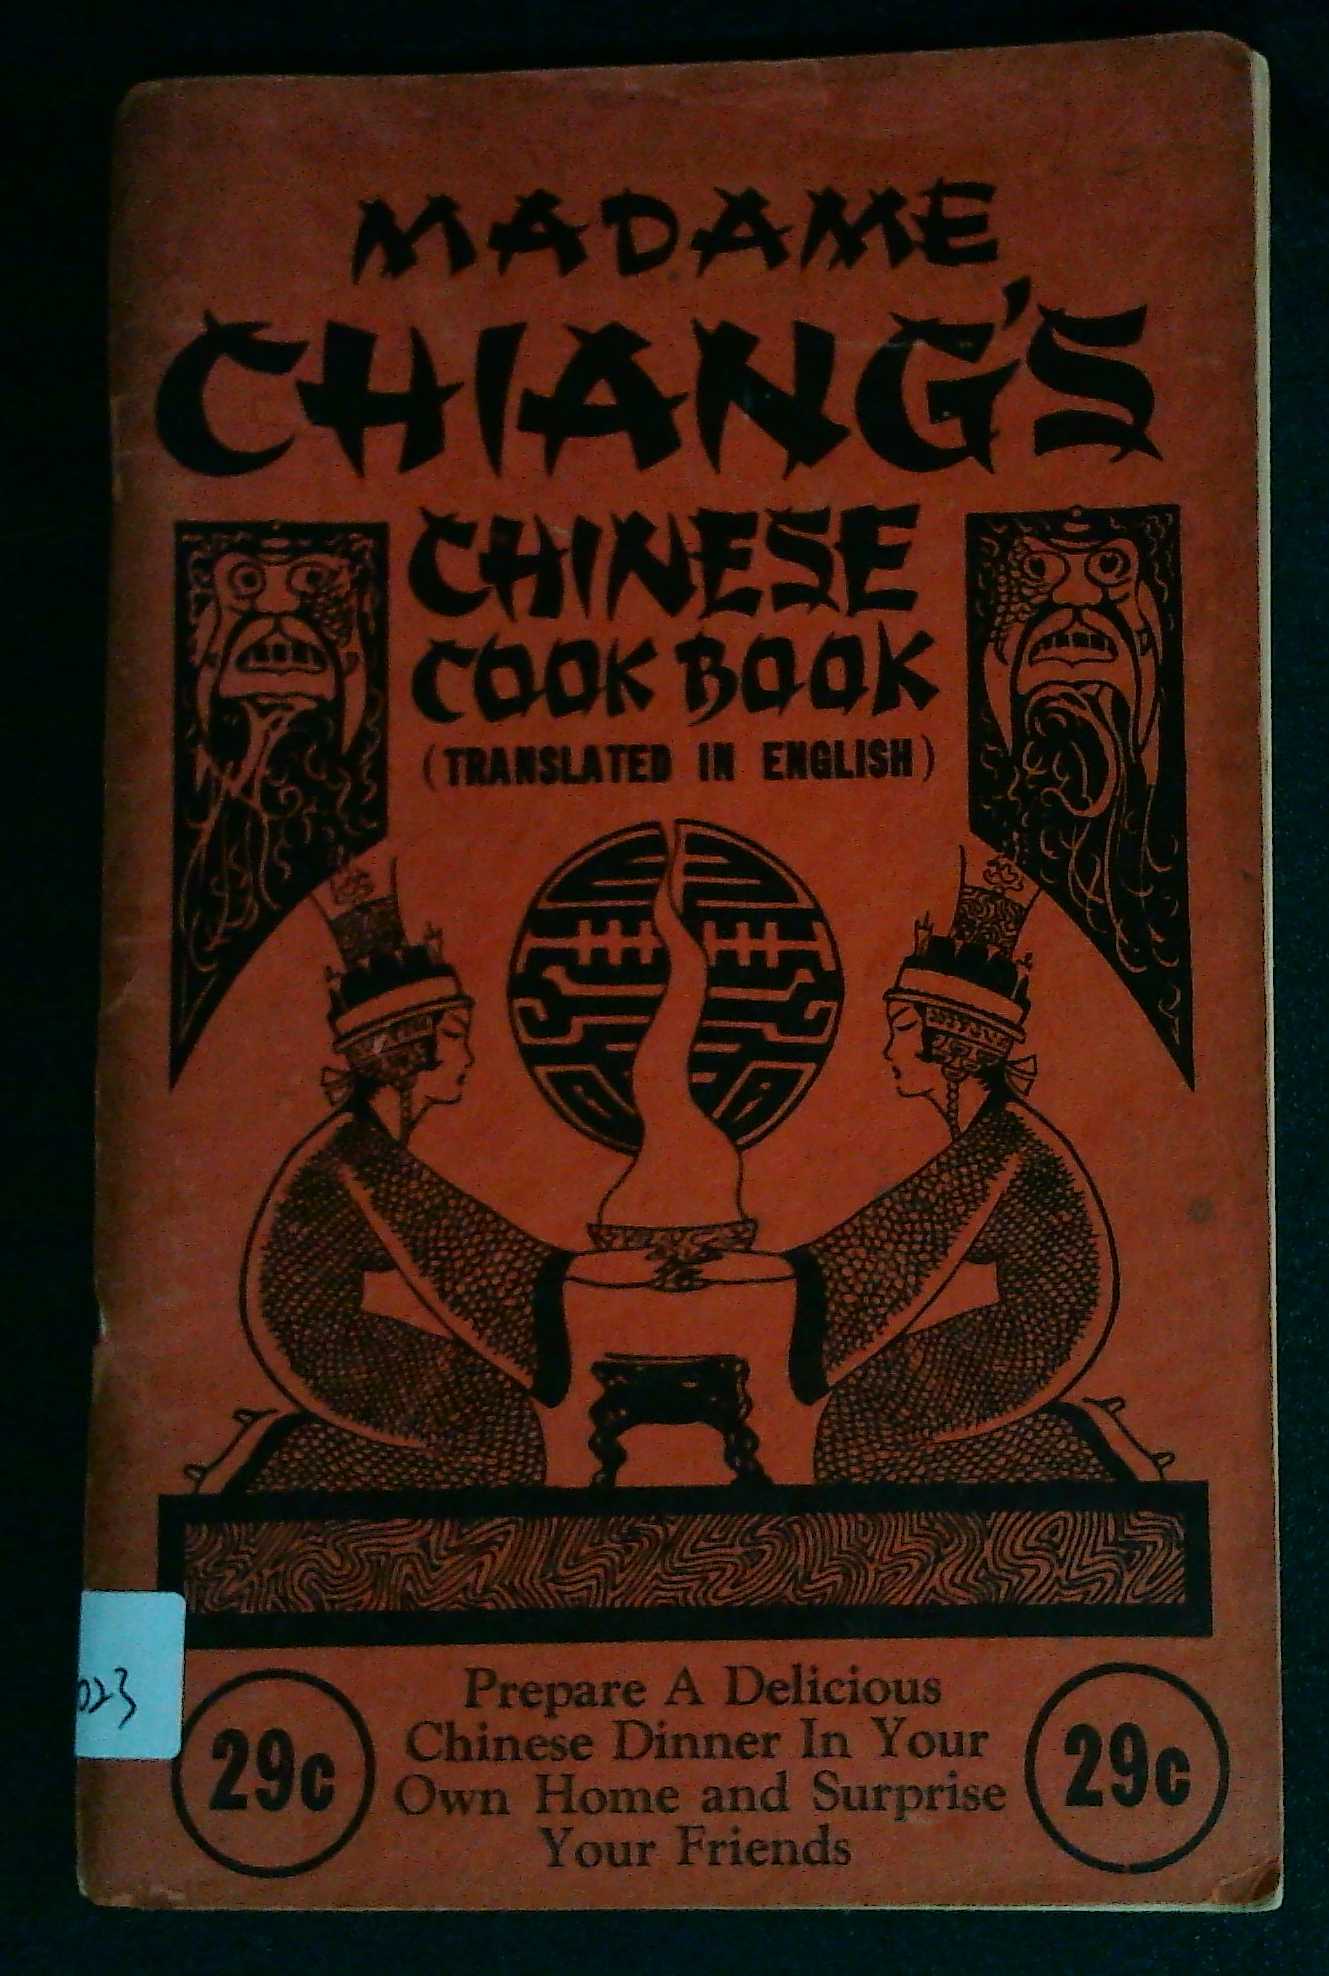 MADAME
CHIANG'S
CHINESE
COOK BOOK
(TRANSLATED IN ENGLISH)
023
29c
Prepare A Delicious
Chinese Dinner In Your
Own Home and Surprise
Your Friends
29c